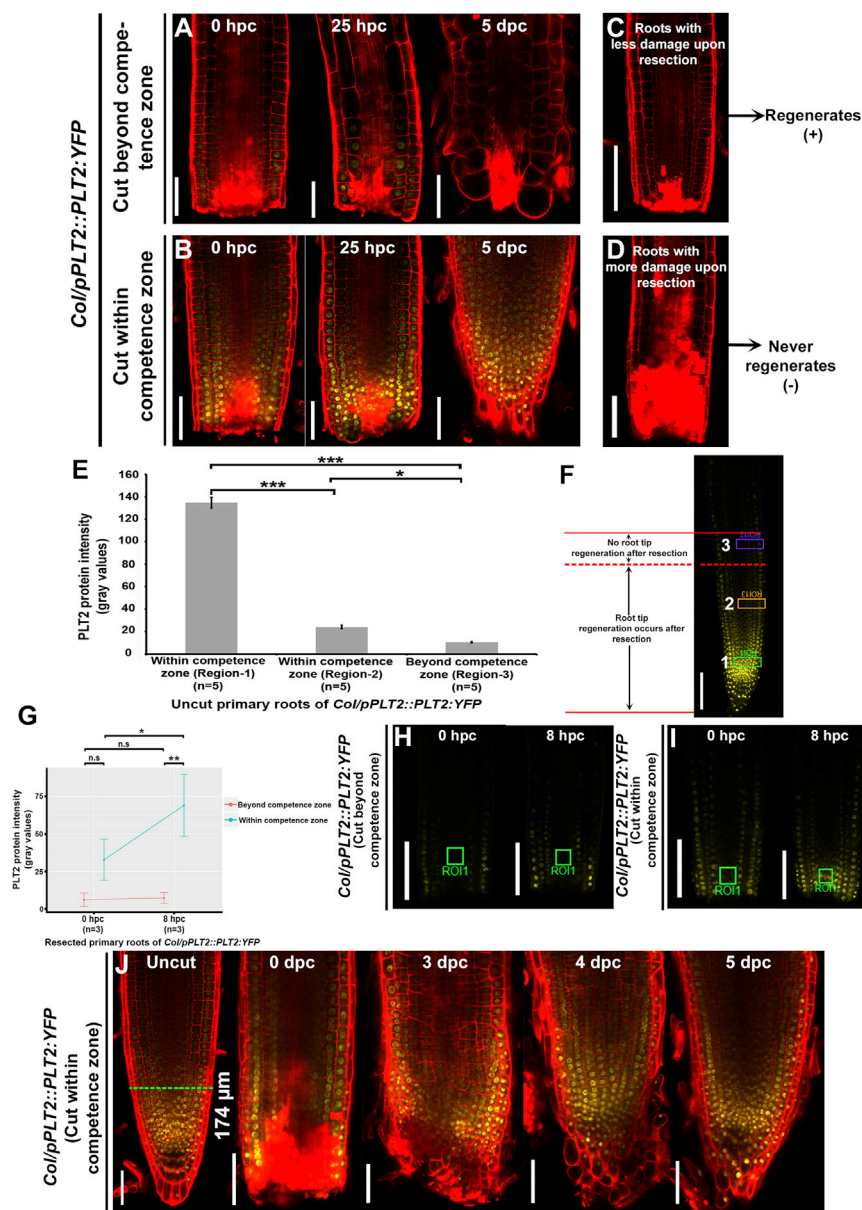 A
0 hpc
25 hpc
5 dpc
C
Roots with
less damage upon
resection
Regenerates
(+)
Cut beyond compe-
tence zone
Col/pPLT2::PLT2:YFP
B
0 hpc
25 hpc
5 dpc
D
Roots with
more damage upon
resection
Never
regenerates
(-)
Cut within
competence zone
E
***
***
*
160
140
120
100
80
60
40
20
0
PLT2 protein intensity
(gray values)
Within competence
zone (Region-1)
(n=5)
Within competence
zone (Region-2)
(n=5)
Beyond competence
zone (Region-3)
(n=5)
Uncut primary roots of Col/pPLT2::PLT2:YFP
F
No root tip
regeneration after resection
Root tip
regeneration occurs after
resection
3
2
ROI3
1
G
*
n.s
n.s
**
75
50
25
0
PLT2 protein intensity
(gray values)
Beyond competence zone
Within competence zone
0 hpc
(n=3)
8 hpc
(n=3)
Resected primary roots of Col/pPLT2::PLT2:YFP
H
0 hpc
8 hpc
ROI1
ROI1
Col/pPLT2::PLT2:YFP
(Cut beyond
competence zone)
I
0 hpc
8 hpc
ROI1
ROI1
Col/pPLT2::PLT2:YFP
(Cut within
competence zone)
J
Uncut
0 dpc
3 dpc
4 dpc
5 dpc
174 µm
Col/pPLT2::PLT2:YFP
(Cut within
competence zone)